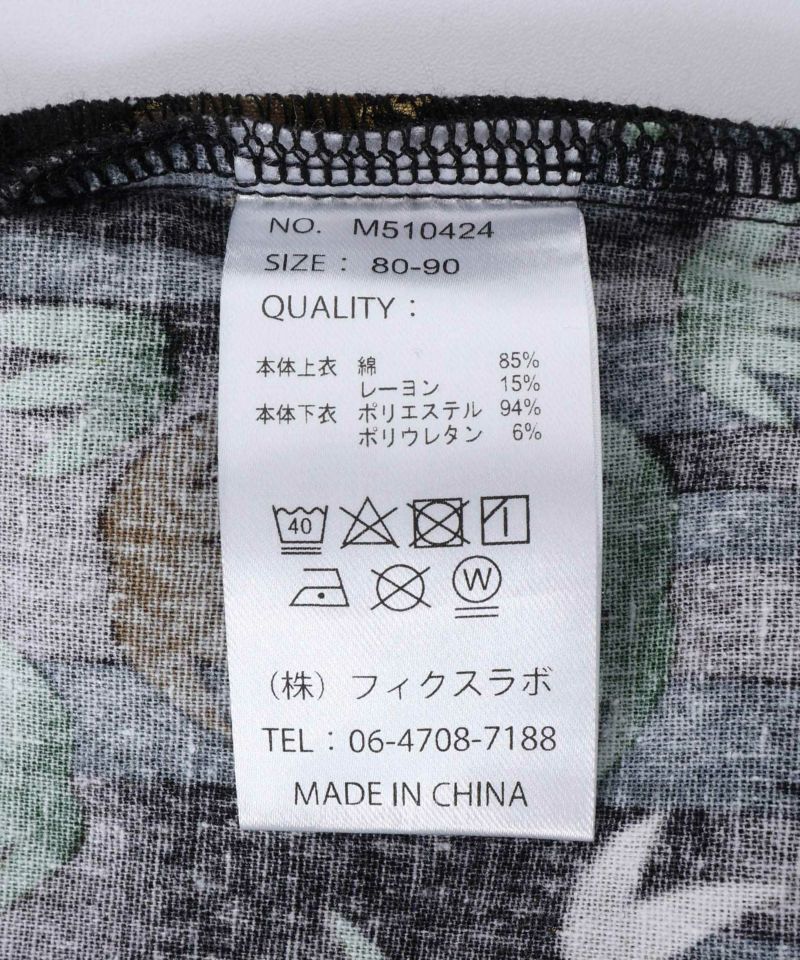 NO. M510424
SIZE : 80-90
QUALITY :
本体上衣 綿 85%
レーヨン 15%
本体下衣 ポリエステル 94%
ポリウレタン 6%
40
W
（株）フィクスラボ
TEL : 06-4708-7188
MADE IN CHINA